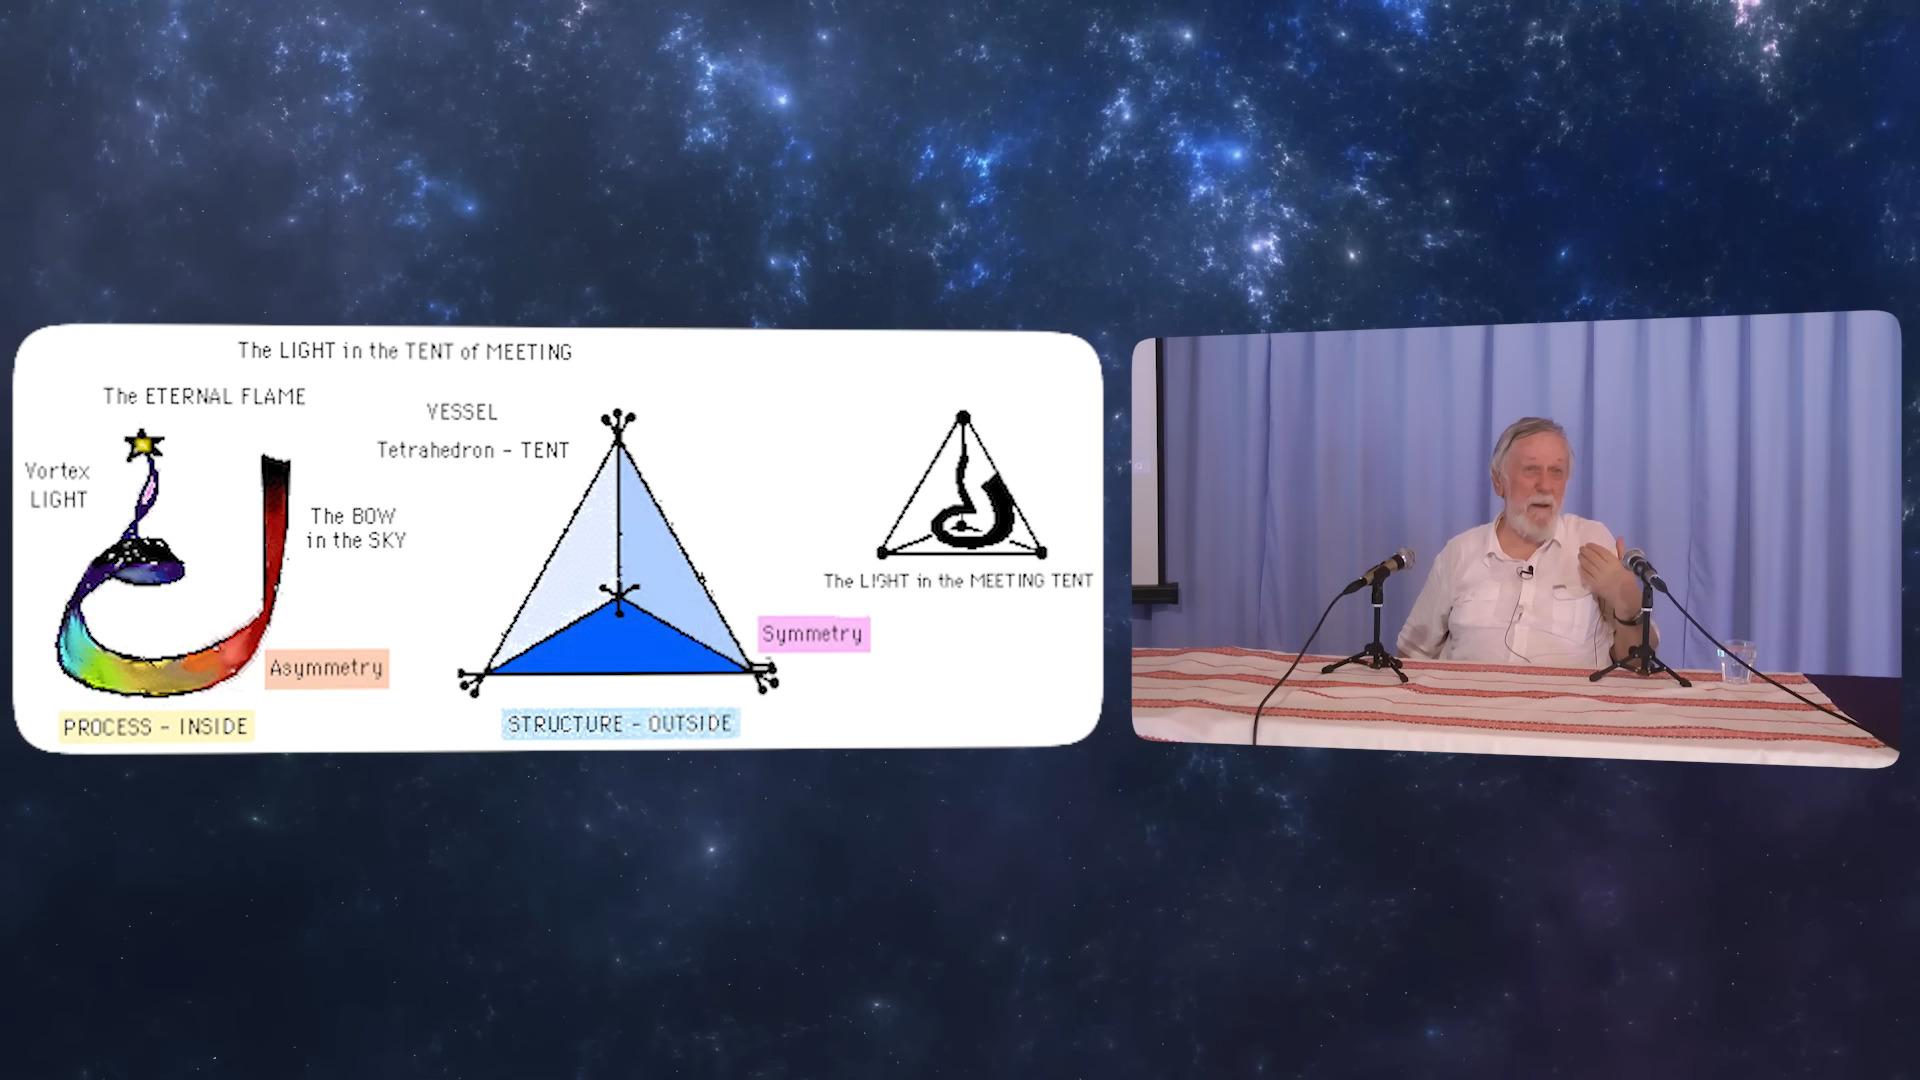 The LIGHT in the TENT of MEETING
The ETERNAL FLAME
Vortex
LIGHT
The BOW
in the SKY
Asymmetry
PROCESS - INSIDE
VESSEL
Tetrahedron - TENT
Symmetry
STRUCTURE - OUTSIDE
The LIGHT in the MEETING TENT